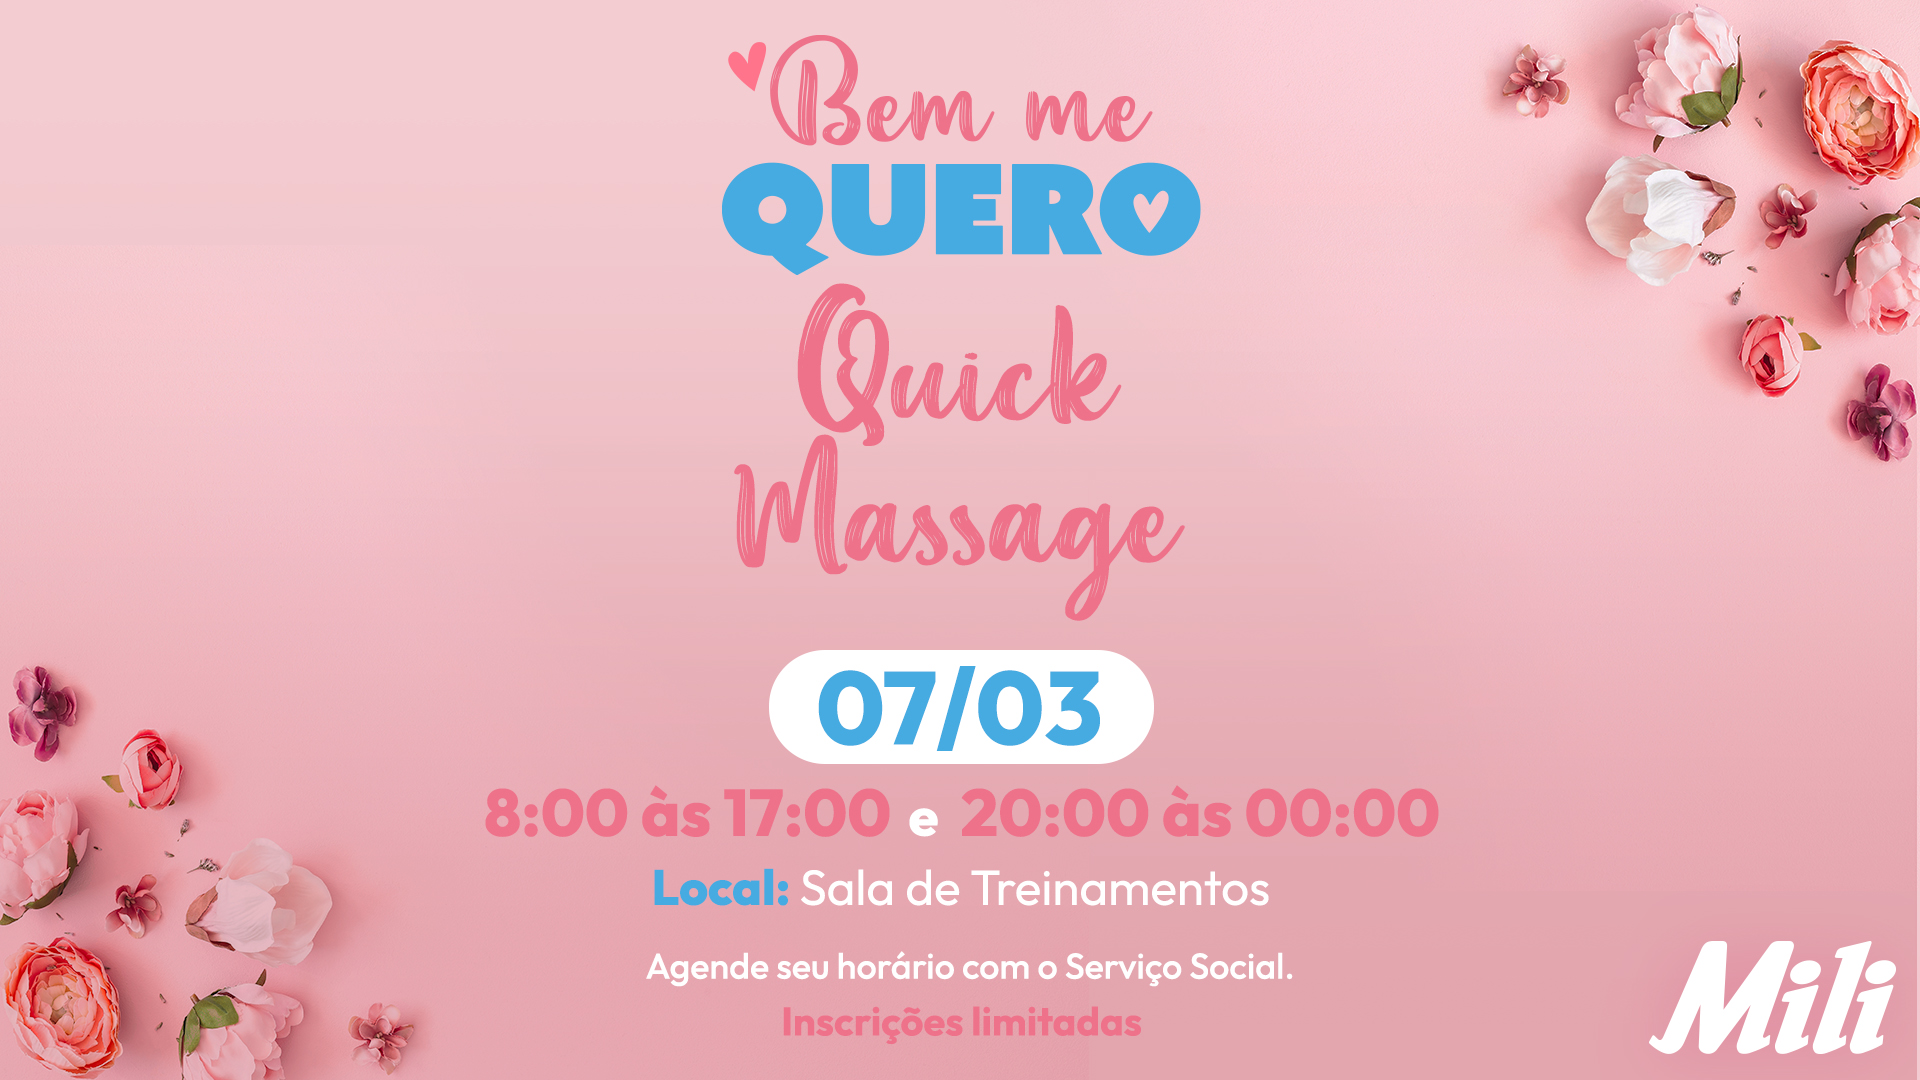 Bem me
QUERO
Quick
Massage
07/03
8:00 às 17:00 e 20:00 às 00:00
Local: Sala de Treinamentos
Agende seu horário com o Serviço Social.
Inscrições limitadas
Mili